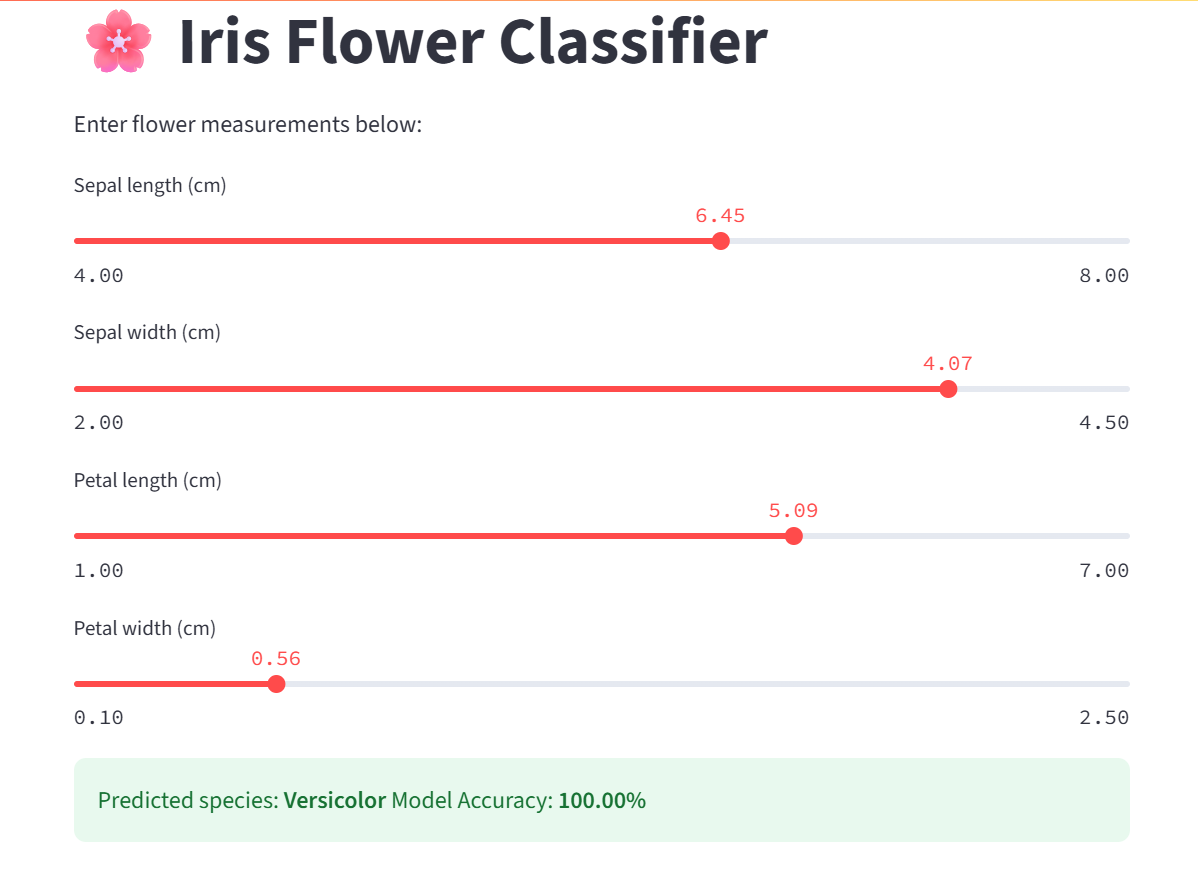 Iris Flower Classifier
Enter flower measurements below:
Sepal length (cm)
6.45
4.00 8.00
Sepal width (cm)
4.07
2.00 4.50
Petal length (cm)
5.09
1.00 7.00
Petal width (cm)
0.56
0.10 2.50
Predicted species: Versicolor Model Accuracy: 100.00%